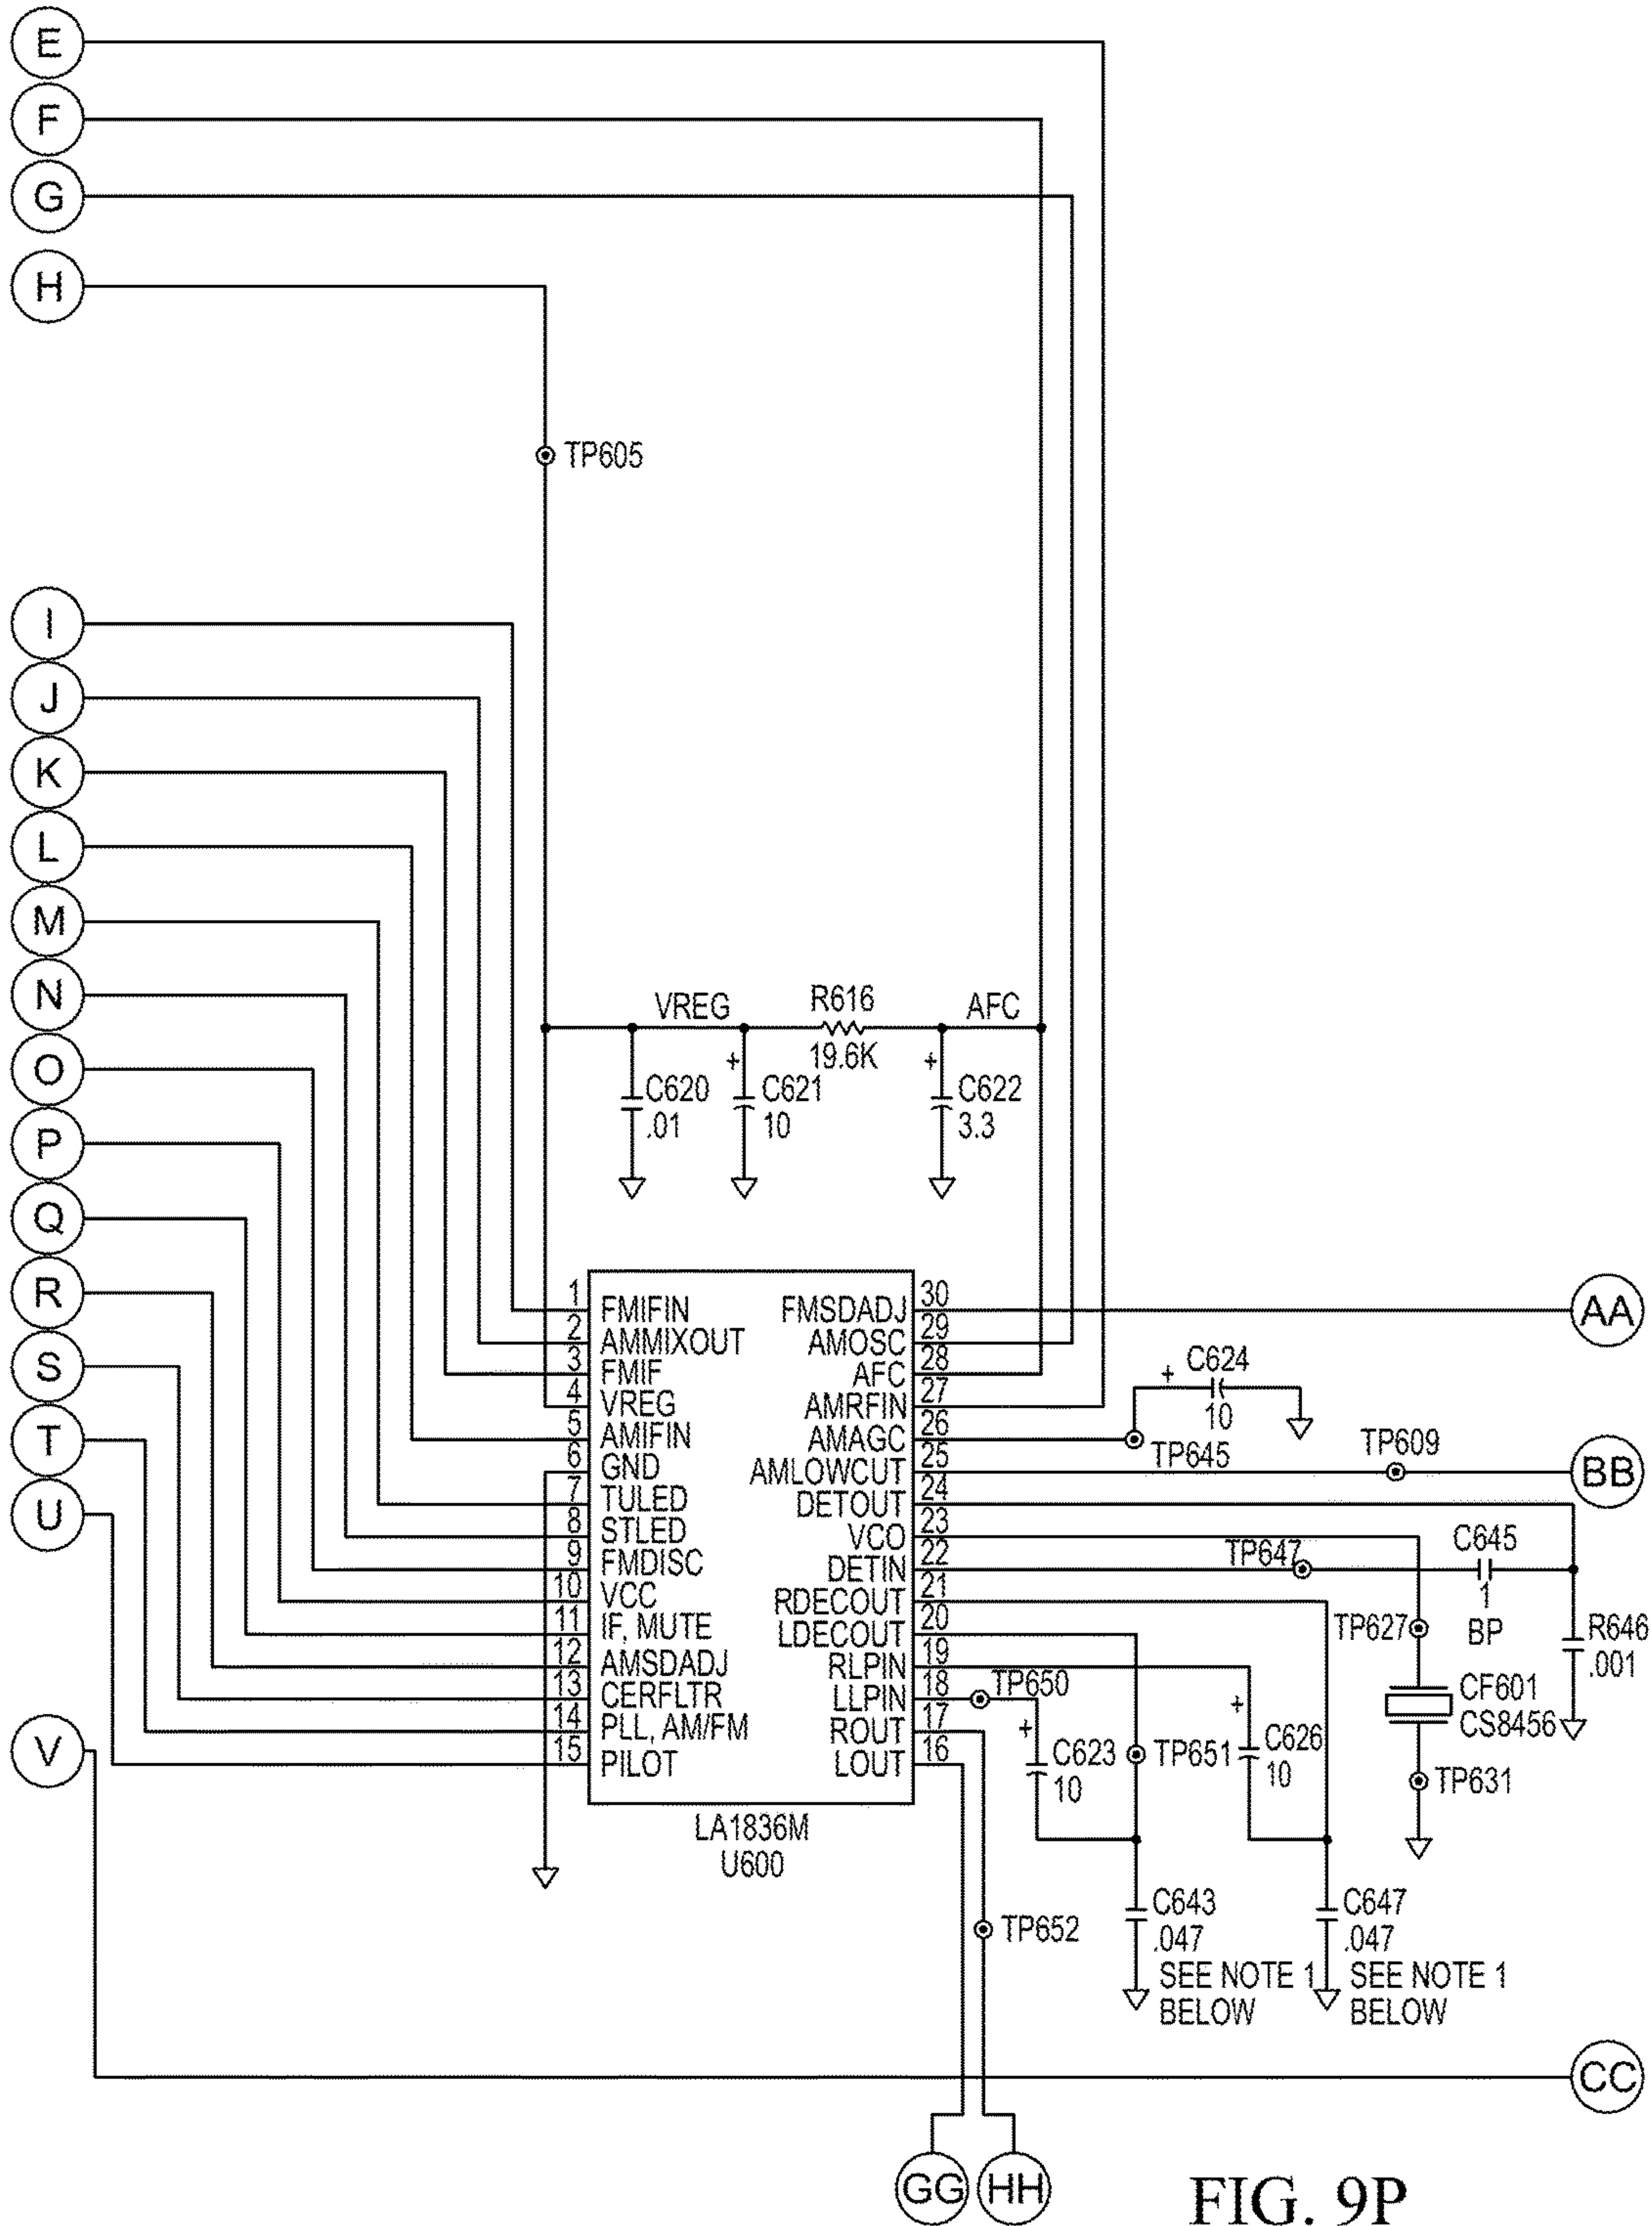 E
F
G
H
TP605
I
J
K
L
M
N
O
P
Q
R
S
T
U
V
VREG
R616
19.6K
AFC
+
C620
.01
+
C621
10
+
C622
3.3
1 FMIFIN
2 AMMIXOUT
3 FMIF
4 VREG
5 AMIFIN
6 GND
7 TULED
8 STLED
9 FMDISC
10 VCC
11 IF, MUTE
12 AMSDADJ
13 CERFLTR
14 PLL, AM/FM
15 PILOT
FMSDADJ 30
AMOSC 29
AFC 28
AMRFIN 27
AMAGC 26
AMLOWCUT 25
DETOUT 24
VCO 23
DETIN 22
RDECOUT 21
LDECOUT 20
RLPIN 19
LLPIN 18
ROUT 17
LOUT 16
LA1836M
U600
AA
+
C624
10
TP645
TP609
BB
TP647
C645
1
BP
TP627
R646
.001
CF601
CS8456
TP631
TP650
+
C623
10
TP651
+
C626
10
TP652
C643
.047
SEE NOTE 1
BELOW
C647
.047
SEE NOTE 1
BELOW
CC
GG
HH
FIG. 9P